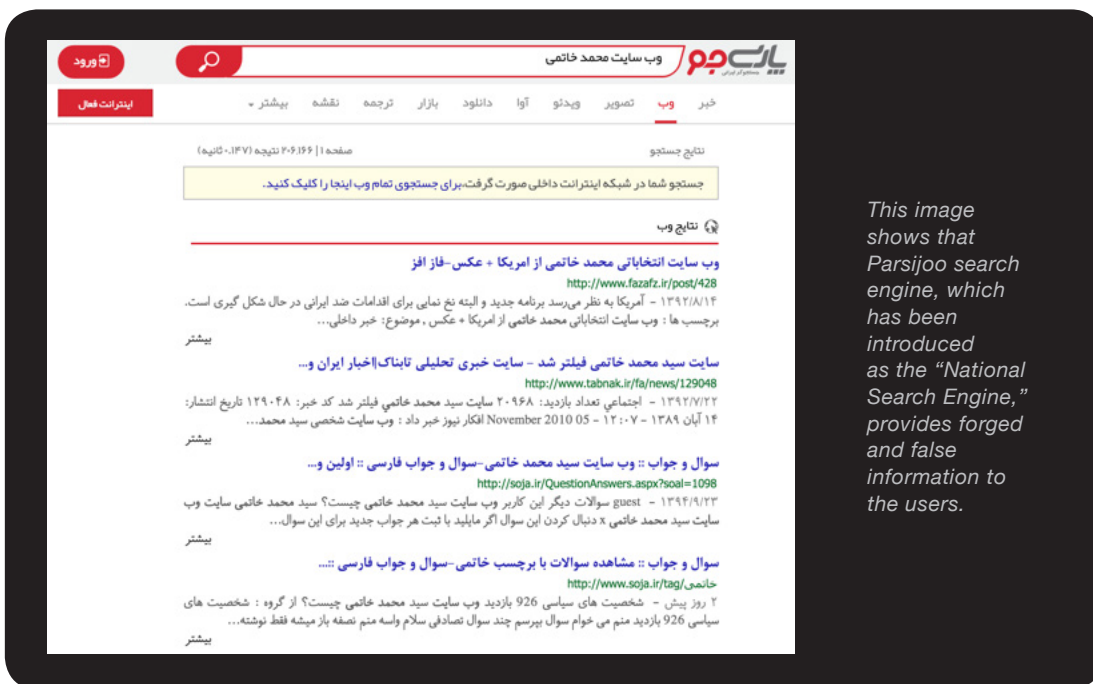 پارسی‌جو
جستجوگر ایرانی
وب سایت محمد خاتمی
ورود
خبر وب تصویر ویدئو آوا دانلود بازار ترجمه نقشه بیشتر
اینترانت فعال
نتایج جستجو
صفحه ۱ | ۲۰۶,۱۶۶ نتیجه (۰.۱۴۷ ثانیه)
جستجو شما در شبکه اینترانت داخلی صورت گرفت،برای جستجوی تمام وب اینجا را کلیک کنید.
نتایج وب
وب سایت انتخاباتی محمد خاتمی از امریکا + عکس-فاز افز
http://www.fazafz.ir/post/428
۱۳۹۲/۸/۱۴ - آمریکا به نظر می‌رسد برنامه جدید و البته نخ نمایی برای اقدامات ضد ایرانی در حال شکل گیری است.
برچسب ها : وب سایت انتخاباتی محمد خاتمی از امریکا + عکس , موضوع: خبر داخلی...
بیشتر
سایت سید محمد خاتمی فیلتر شد - سایت خبری تحلیلی تابناک|اخبار ایران و...
http://www.tabnak.ir/fa/news/129048
۱۳۹۲/۷/۲۲ - اجتماعي تعداد بازدید: ۲۰۹۶۸ سایت سید محمد خاتمي فیلتر شد کد خبر: ۱۲۹۰۴۸ تاریخ انتشار:
۱۴ آبان ۱۳۸۹ - ۱۲:۰۷ - 05 November 2010 افکار نیوز خبر داد : وب سایت شخصی سید محمد...
بیشتر
سوال و جواب :: وب سایت سید محمد خاتمی-سوال و جواب فارسی :: اولین و...
http://soja.ir/QuestionAnswers.aspx?soal=1098
۱۳۹۴/۹/۲۳ - guest سوالات دیگر این کاربر وب سایت سید محمد خاتمی چیست؟ سید محمد خاتمی سایت وب
سایت سید محمد خاتمی x دنبال کردن این سوال اگر مایلید با ثبت هر جواب جدید برای این سوال...
بیشتر
سوال و جواب :: مشاهده سوالات با برچسب خاتمی-سوال و جواب فارسی ::...
http://www.soja.ir/tag/خاتمی
۲ روز پیش - شخصیت های سیاسی 926 بازدید وب سایت سید محمد خاتمی چیست؟ از گروه : شخصیت های
سیاسی 926 بازدید منم می خوام سوال بپرسم چند سوال تصادفی سلام واسه منم نصفه باز میشه فقط نوشته...
بیشتر
This image
shows that
Parsijoo search
engine, which
has been
introduced
as the “National
Search Engine,”
provides forged
and false
information to
the users.